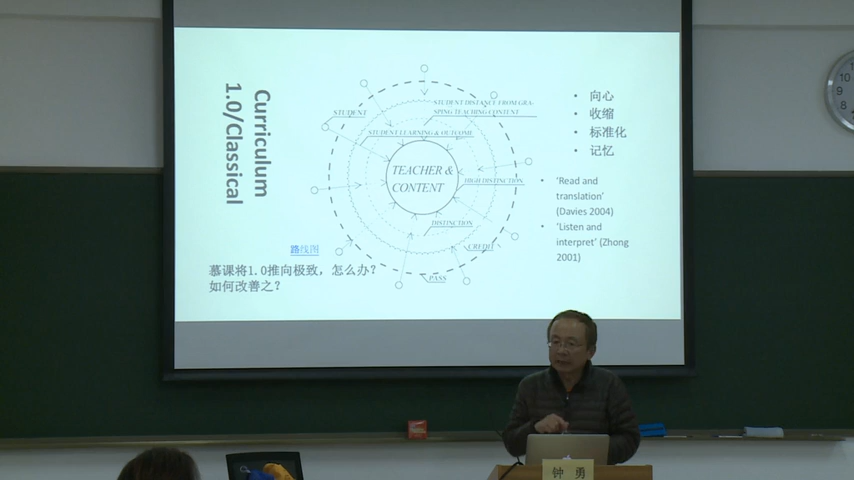 Curriculum
1.0/Classical
STUDENT
STUDENT DISTANCE FROM GRA-
SPING TEACHING CONTENT
STUDENT LEARNING & OUTCOME
TEACHER &
CONTENT
HIGH DISTINCTION
DISTINCTION
CREDIT
PASS
• 向心
• 收缩
• 标准化
• 记忆
• ‘Read and
translation’
(Davies 2004)
• ‘Listen and
interpret’ (Zhong
2001)
路线图
慕课将1.0推向极致，怎么办？
如何改善之？
10
9
8
钟 勇